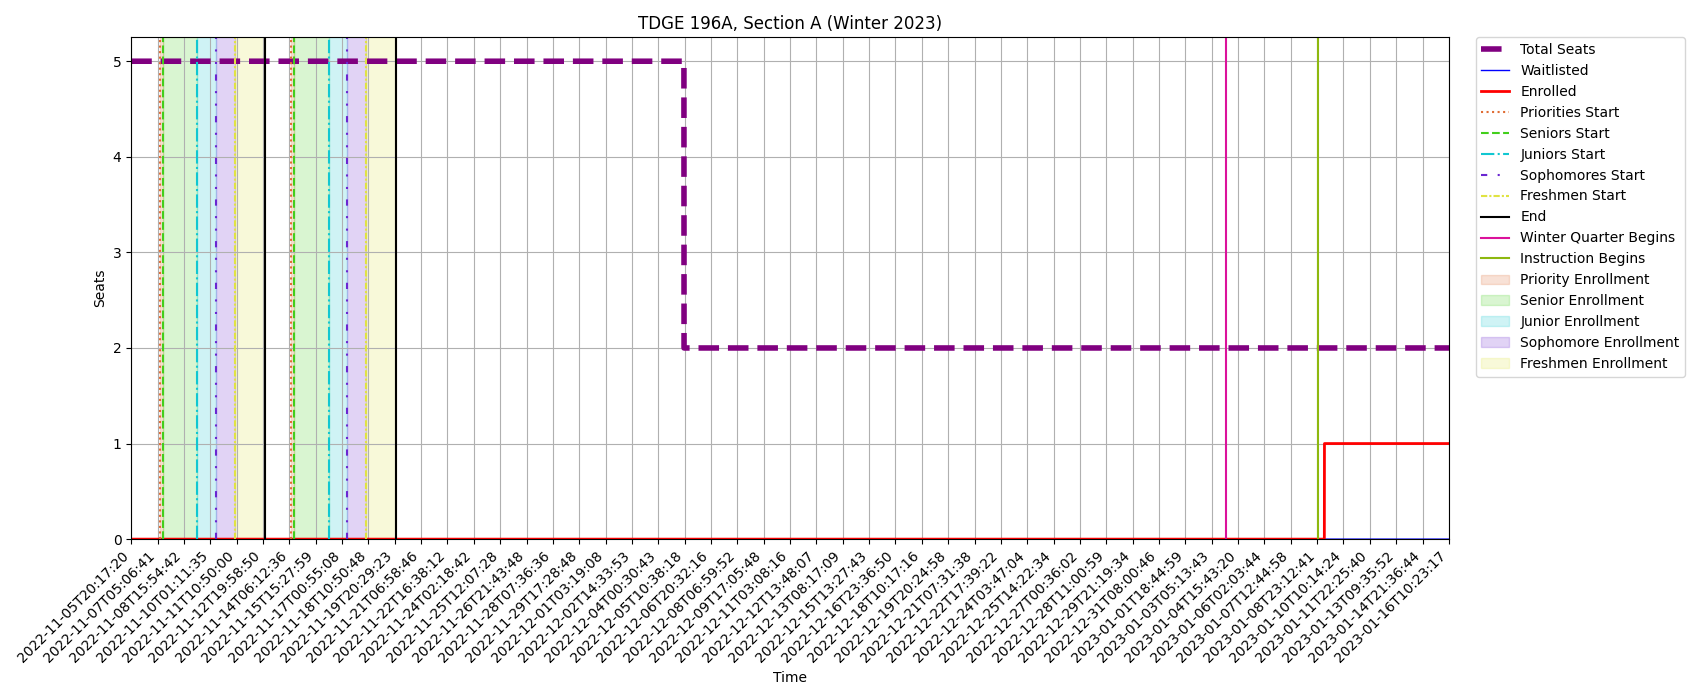 TDGE 196A, Section A (Winter 2023)
Seats
5
4
3
2
1
0
2022-11-05T20:17:20
2022-11-07T05:06:41
2022-11-08T15:54:42
2022-11-10T01:11:35
2022-11-11T10:50:00
2022-11-12T19:58:50
2022-11-14T06:12:36
2022-11-15T15:27:59
2022-11-17T00:55:08
2022-11-18T10:50:48
2022-11-19T20:29:23
2022-11-21T06:58:46
2022-11-22T16:38:12
2022-11-24T02:18:42
2022-11-25T12:07:28
2022-11-26T21:43:48
2022-11-28T07:36:36
2022-11-29T17:28:48
2022-12-01T03:19:08
2022-12-02T14:33:53
2022-12-04T00:30:43
2022-12-05T10:38:18
2022-12-06T20:32:16
2022-12-08T06:59:52
2022-12-09T17:05:48
2022-12-11T03:08:16
2022-12-12T13:48:07
2022-12-13T08:17:09
2022-12-15T13:27:43
2022-12-16T23:36:50
2022-12-18T10:17:16
2022-12-19T20:24:58
2022-12-21T07:31:38
2022-12-22T17:39:22
2022-12-24T03:47:04
2022-12-25T14:22:34
2022-12-27T00:36:02
2022-12-28T11:00:59
2022-12-29T21:19:34
2022-12-31T08:00:46
2023-01-01T18:44:59
2023-01-03T05:13:43
2023-01-04T15:43:20
2023-01-06T02:03:44
2023-01-07T12:44:58
2023-01-08T23:12:41
2023-01-10T10:14:24
2023-01-11T22:25:40
2023-01-13T09:35:52
2023-01-14T21:36:44
2023-01-16T10:23:17
Time
Total Seats
Waitlisted
Enrolled
Priorities Start
Seniors Start
Juniors Start
Sophomores Start
Freshmen Start
End
Winter Quarter Begins
Instruction Begins
Priority Enrollment
Senior Enrollment
Junior Enrollment
Sophomore Enrollment
Freshmen Enrollment